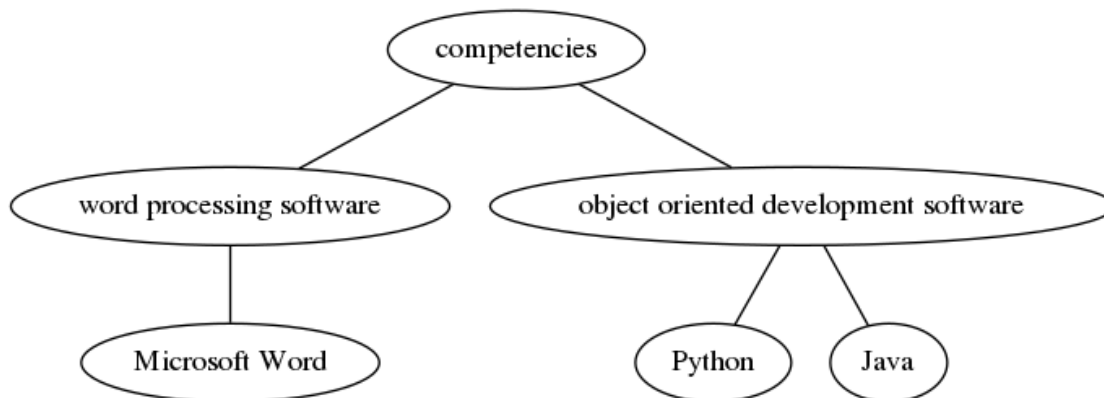 competencies
word processing software
object oriented development software
Microsoft Word
Python
Java